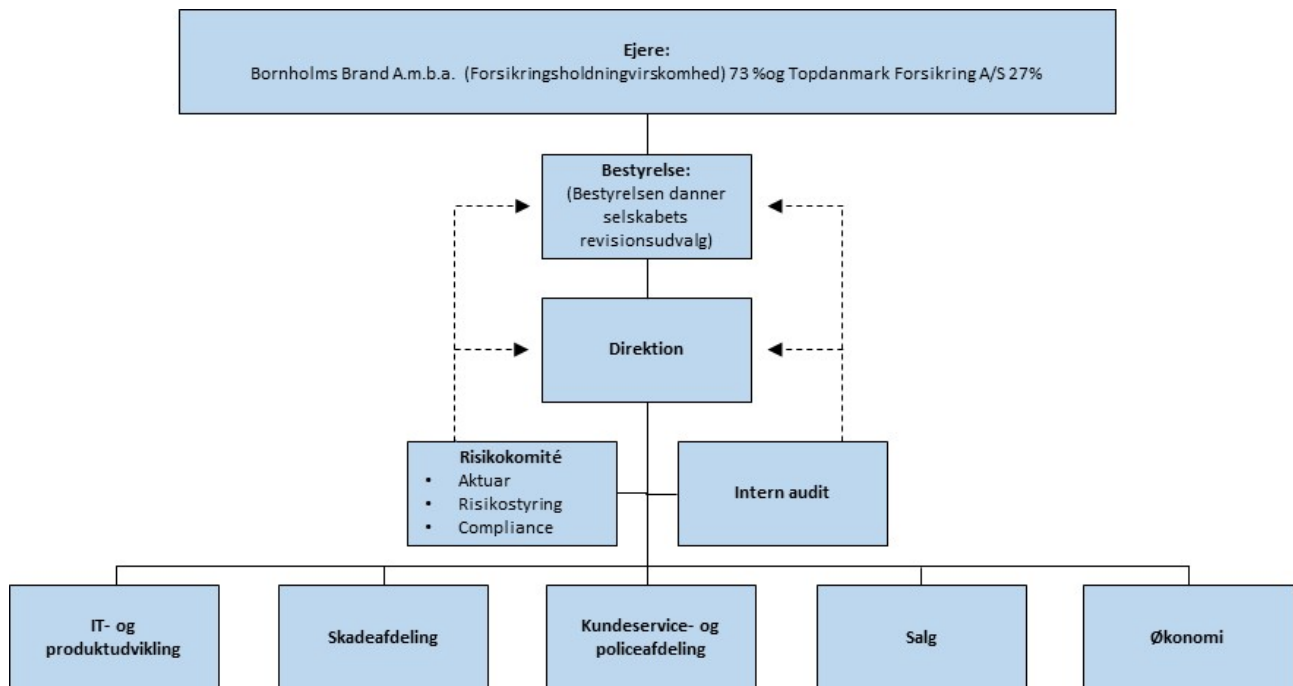 Ejere:
Bornholms Brand A.m.b.a. (Forsikringsholdningvirskomhed) 73 %og Topdanmark Forsikring A/S 27%
Bestyrelse:
(Bestyrelsen danner
selskabets
revisionsudvalg)
Direktion
Risikokomité
• Aktuar
• Risikostyring
• Compliance
Intern audit
IT- og
produktudvikling
Skadeafdeling
Kundeservice- og
policeafdeling
Salg
Økonomi